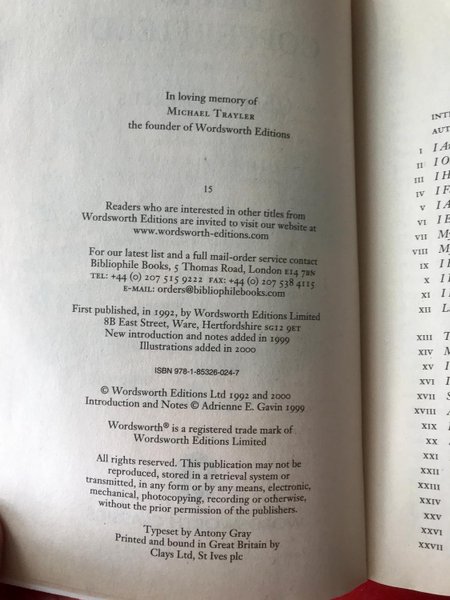 In loving memory of
MICHAEL TRAYLER
the founder of Wordsworth Editions
15
Readers who are interested in other titles from
Wordsworth Editions are invited to visit our website at
www.wordsworth-editions.com
For our latest list and a full mail-order service contact
Bibliophile Books, 5 Thomas Road, London E14 7BN
TEL: +44 (0) 207 515 9222 FAX: +44 (0) 207 538 4115
E-MAIL: orders@bibliophilebooks.com
First published, in 1992, by Wordsworth Editions Limited
8B East Street, Ware, Hertfordshire SG12 9ET
New introduction and notes added in 1999
Illustrations added in 2000
ISBN 978-1-85326-024-7
© Wordsworth Editions Ltd 1992 and 2000
Introduction and Notes © Adrienne E. Gavin 1999
Wordsworth® is a registered trade mark of
Wordsworth Editions Limited
All rights reserved. This publication may not be
reproduced, stored in a retrieval system or
transmitted, in any form or by any means, electronic,
mechanical, photocopying, recording or otherwise,
without the prior permission of the publishers.
Typeset by Antony Gray
Printed and bound in Great Britain by
Clays Ltd, St Ives plc
I
II
III
IV
V
VI
VII
VIII
IX
X
XI
XII
XIII
XIV
XV
XVI
XVII
XVIII
XIX
XX
XXI
XXII
XXIII
XXIV
XXV
XXVI
XXVII